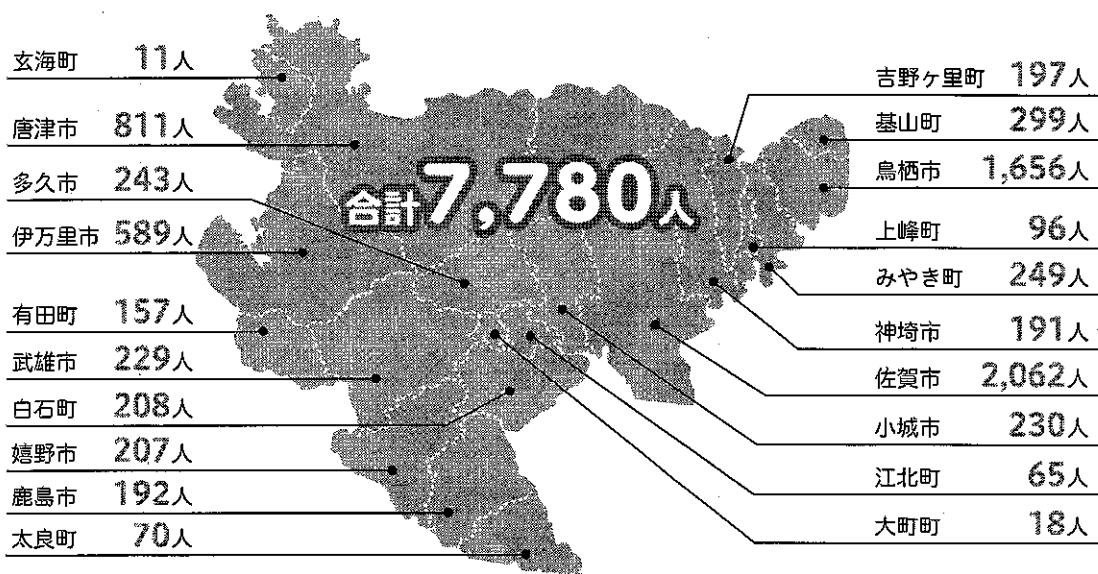 玄海町 11人
唐津市 811人
多久市 243人
伊万里市 589人
有田町 157人
武雄市 229人
白石町 208人
嬉野市 207人
鹿島市 192人
太良町 70人
合計7,780人
吉野ヶ里町 197人
基山町 299人
鳥栖市 1,656人
上峰町 96人
みやき町 249人
神埼市 191人
佐賀市 2,062人
小城市 230人
江北町 65人
大町町 18人